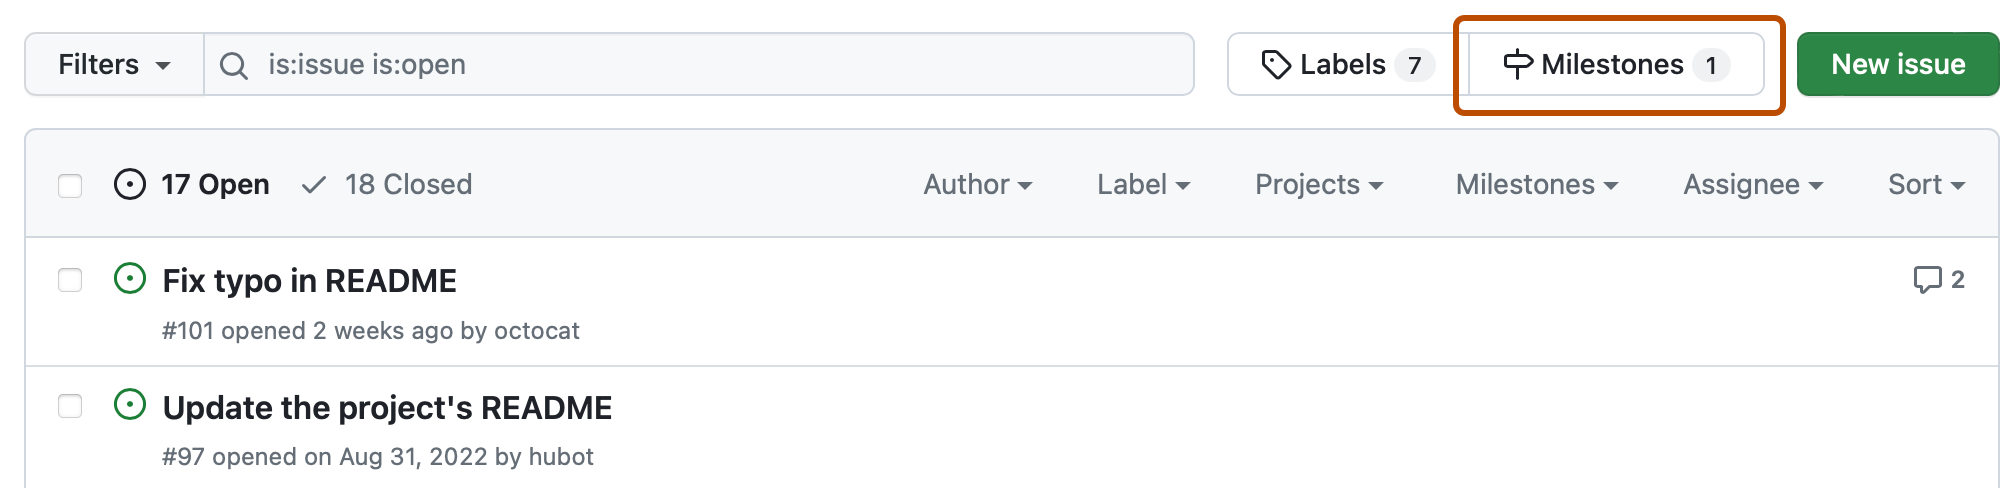 Filters is:issue is:open Labels 7 Milestones 1 New issue
17 Open 18 Closed Author Label Projects Milestones Assignee Sort
Fix typo in README 2
#101 opened 2 weeks ago by octocat
Update the project's README
#97 opened on Aug 31, 2022 by hubot